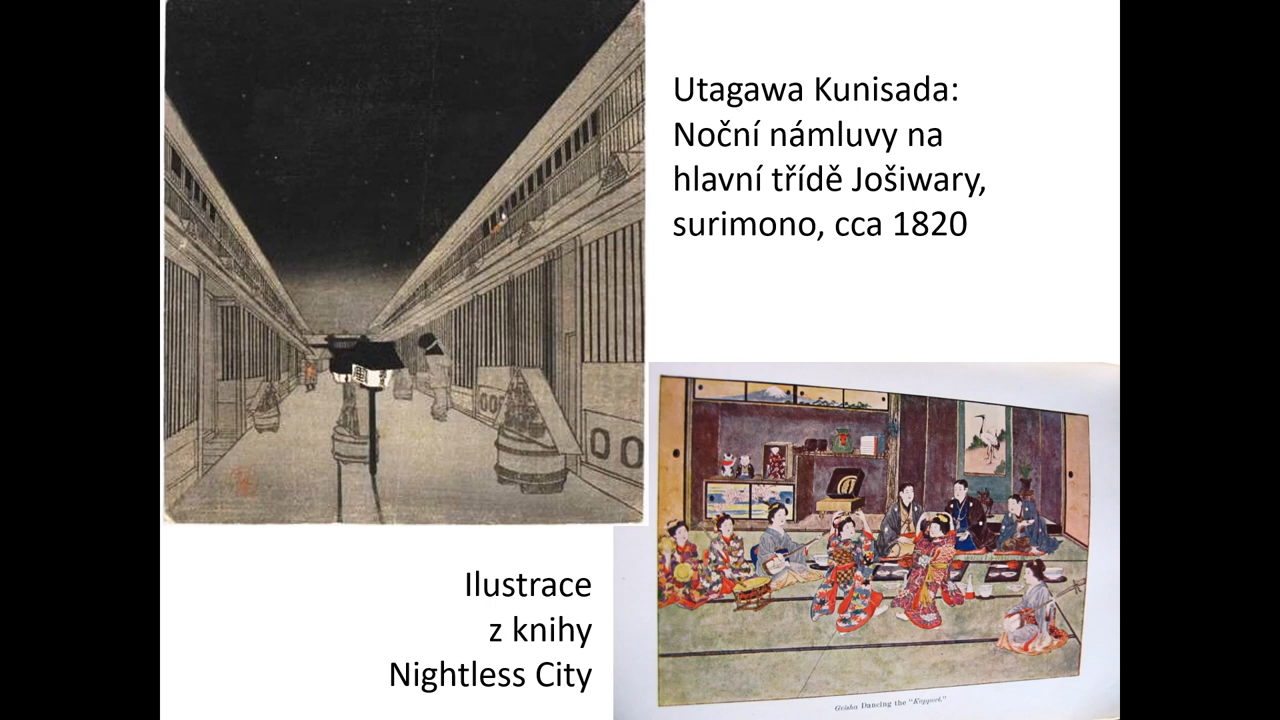 Utagawa Kunisada:
Noční námluvy na
hlavní třídě Jošiwary,
surimono, cca 1820
Ilustrace
z knihy
Nightless City
Geisha Dancing the "Kappore."